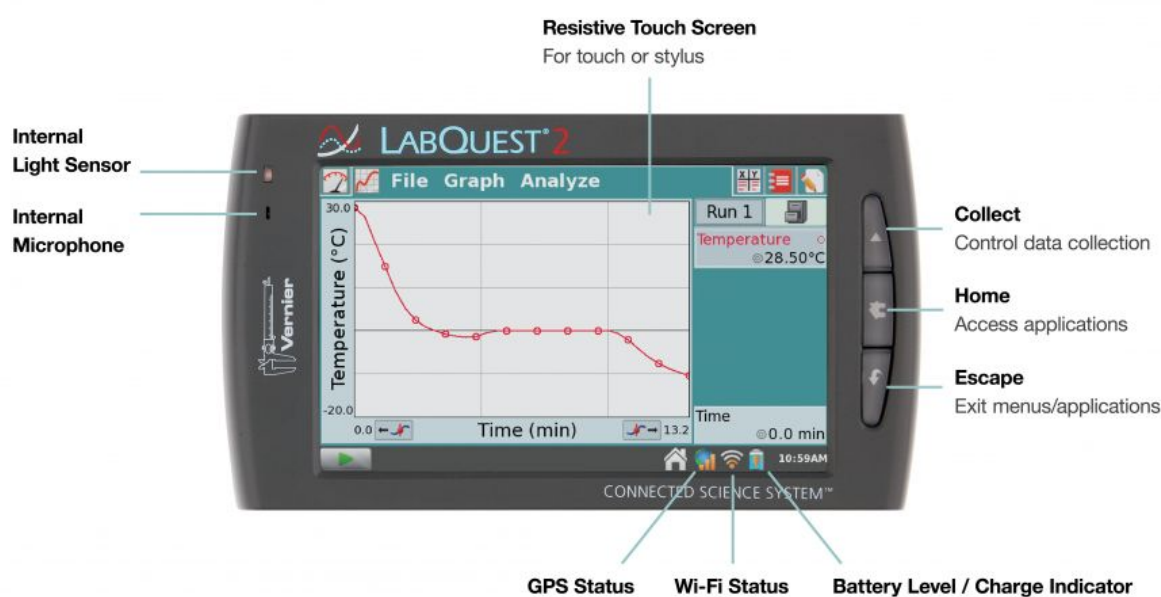 Resistive Touch Screen
For touch or stylus
Internal
Light Sensor
Internal
Microphone
LABQUEST® 2
File Graph Analyze
X Y
30.0
Temperature (°C)
-20.0
0.0
Time (min)
13.2
Run 1
Temperature
28.50°C
Time
0.0 min
10:59AM
Vernier
CONNECTED SCIENCE SYSTEM™
Collect
Control data collection
Home
Access applications
Escape
Exit menus/applications
GPS Status
Wi-Fi Status
Battery Level / Charge Indicator